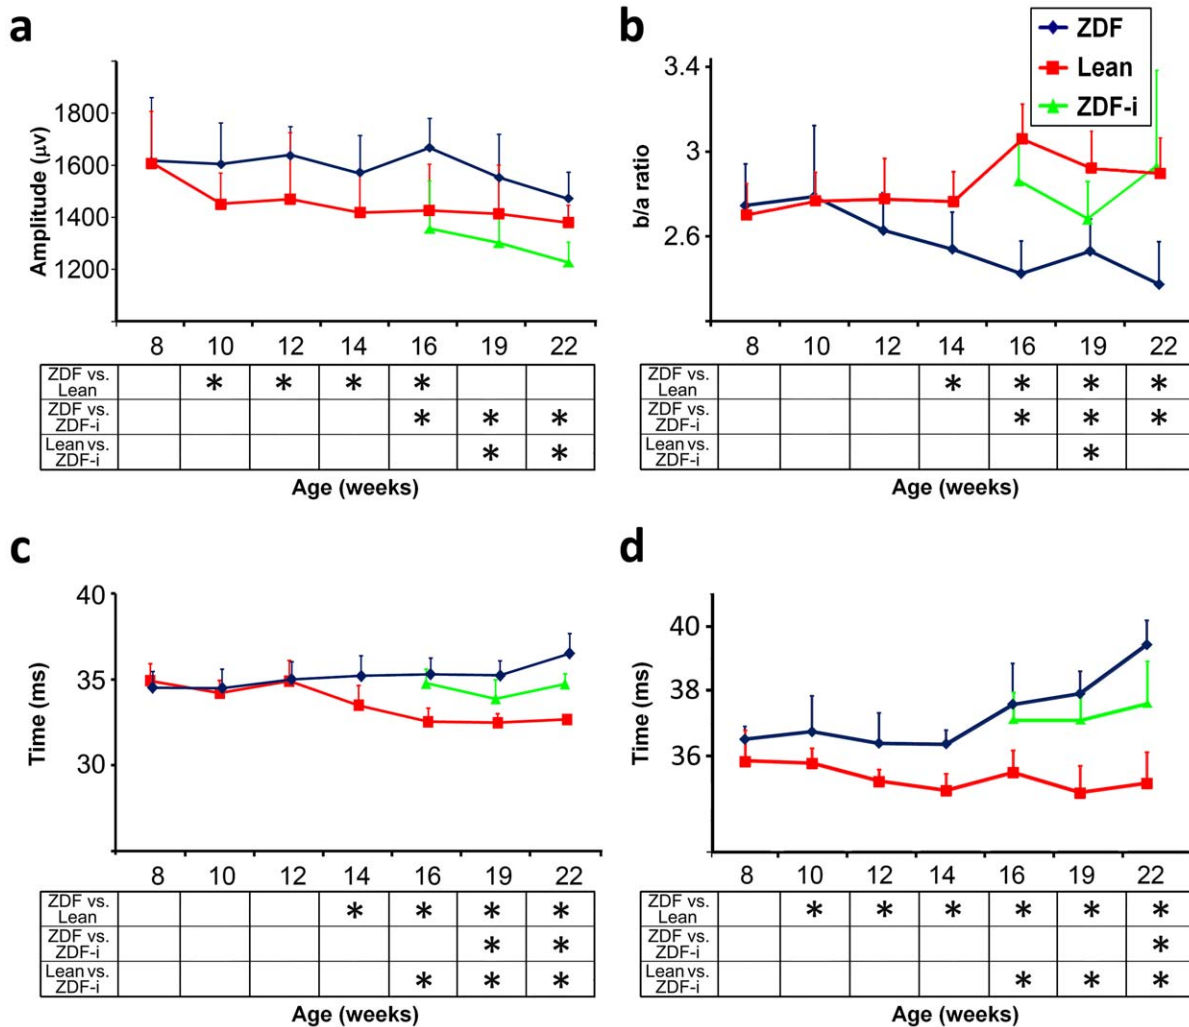 a
Amplitude (μv)
1800
1600
1400
1200
8 10 12 14 16 19 22
ZDF vs.
Lean
* * * *
ZDF vs.
ZDF-i
* * *
Lean vs.
ZDF-i
* *
Age (weeks)
b
ZDF
Lean
ZDF-i
b/a ratio
3.4
3
2.6
8 10 12 14 16 19 22
ZDF vs.
Lean
* * * *
ZDF vs.
ZDF-i
* * *
Lean vs.
ZDF-i
*
Age (weeks)
c
Time (ms)
40
35
30
8 10 12 14 16 19 22
ZDF vs.
Lean
* * * *
ZDF vs.
ZDF-i
* *
Lean vs.
ZDF-i
* * *
Age (weeks)
d
Time (ms)
40
38
36
8 10 12 14 16 19 22
ZDF vs.
Lean
* * * * * *
ZDF vs.
ZDF-i
*
Lean vs.
ZDF-i
* * *
Age (weeks)